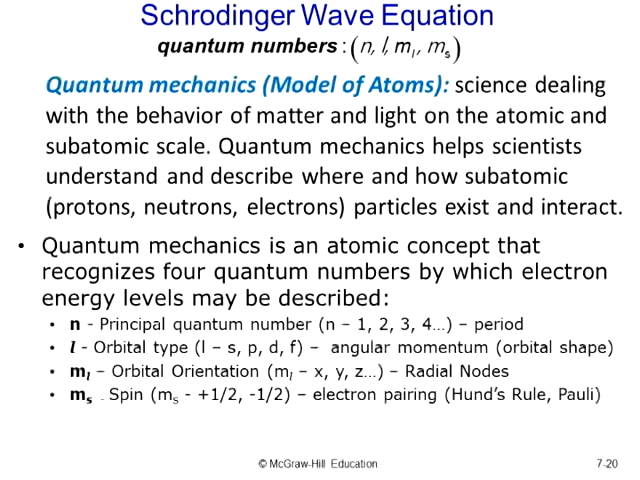 Schrodinger Wave Equation
quantum numbers : (n, l, ml, ms)
Quantum mechanics (Model of Atoms): science dealing
with the behavior of matter and light on the atomic and
subatomic scale. Quantum mechanics helps scientists
understand and describe where and how subatomic
(protons, neutrons, electrons) particles exist and interact.
• Quantum mechanics is an atomic concept that
recognizes four quantum numbers by which electron
energy levels may be described:
• n - Principal quantum number (n – 1, 2, 3, 4…) – period
• l - Orbital type (l – s, p, d, f) – angular momentum (orbital shape)
• ml – Orbital Orientation (ml – x, y, z…) – Radial Nodes
• ms - Spin (ms - +1/2, -1/2) – electron pairing (Hund's Rule, Pauli)
© McGraw-Hill Education
7-20